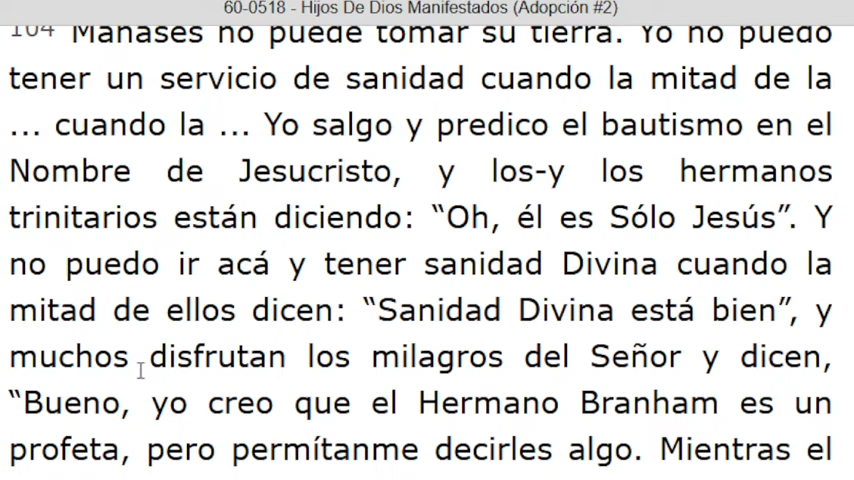 60-0518 - Hijos De Dios Manifestados (Adopción #2)
104 Manasés no puede tomar su tierra. Yo no puedo
tener un servicio de sanidad cuando la mitad de la
... cuando la ... Yo salgo y predico el bautismo en el
Nombre de Jesucristo, y los-y los hermanos
trinitarios están diciendo: “Oh, él es Sólo Jesús”. Y
no puedo ir acá y tener sanidad Divina cuando la
mitad de ellos dicen: “Sanidad Divina está bien”, y
muchos disfrutan los milagros del Señor y dicen,
“Bueno, yo creo que el Hermano Branham es un
profeta, pero permítanme decirles algo. Mientras el